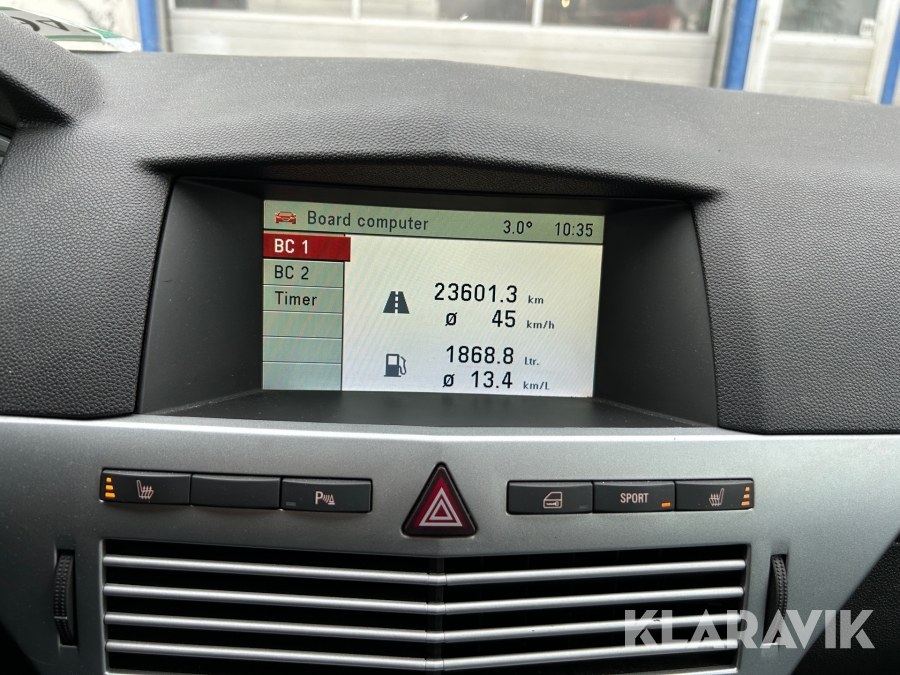 Board computer 3.0° 10:35
BC 1
BC 2
Timer
23601.3 km
ø 45 km/h
1868.8 Ltr.
ø 13.4 km/L
P
SPORT
KLARAVIK